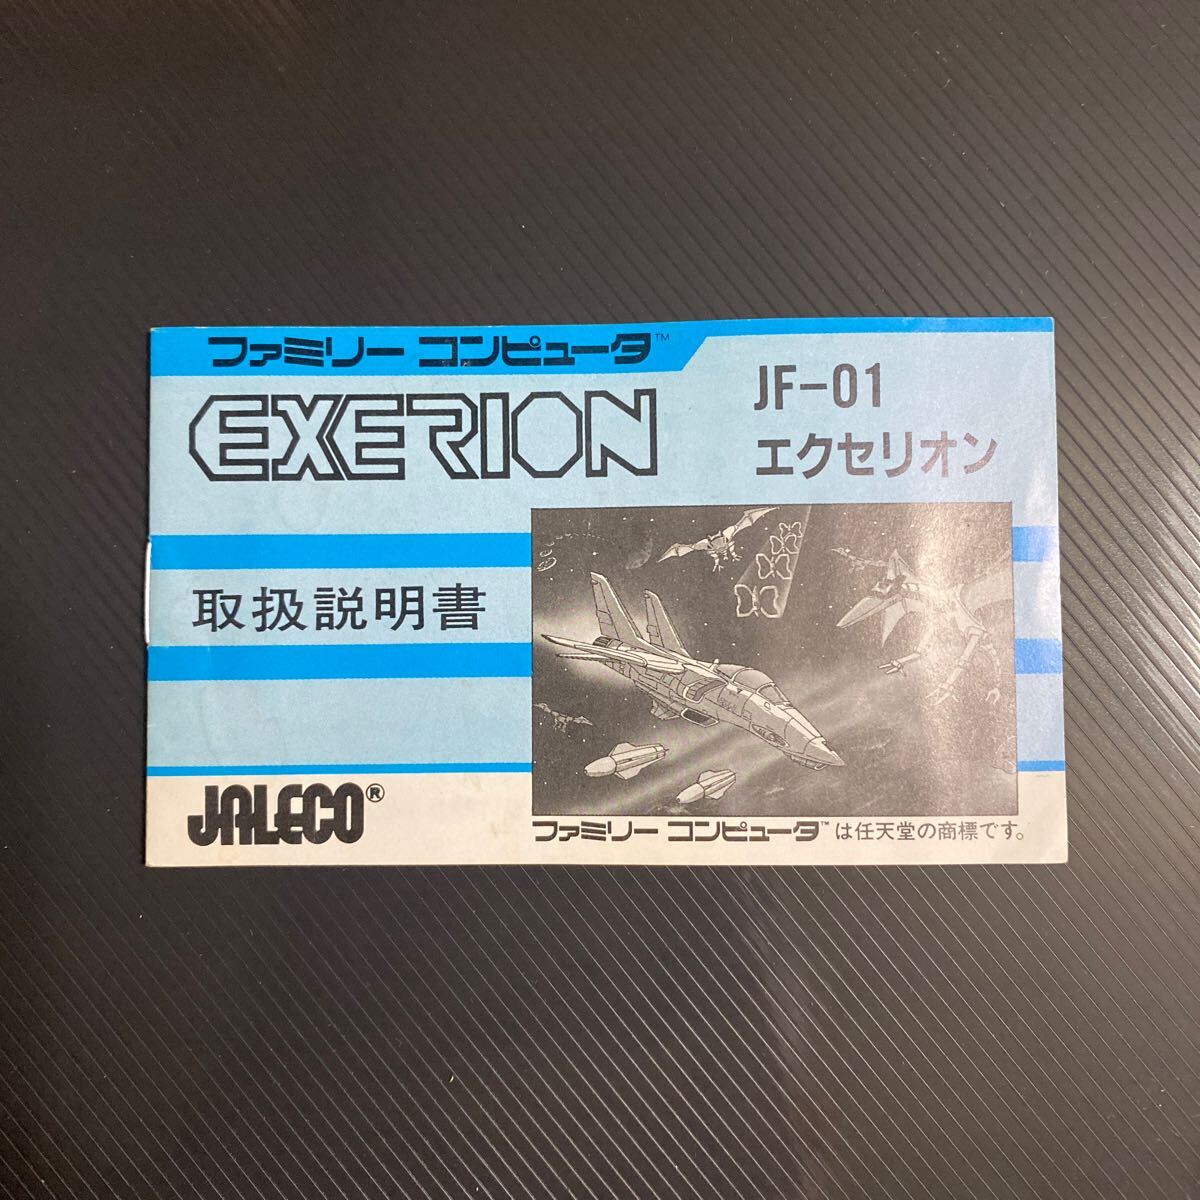 ファミリー コンピュータ™
EXERION
JF-01
エクセリオン
取扱説明書
JALECO®
ファミリー コンピュータ™は任天堂の商標です。